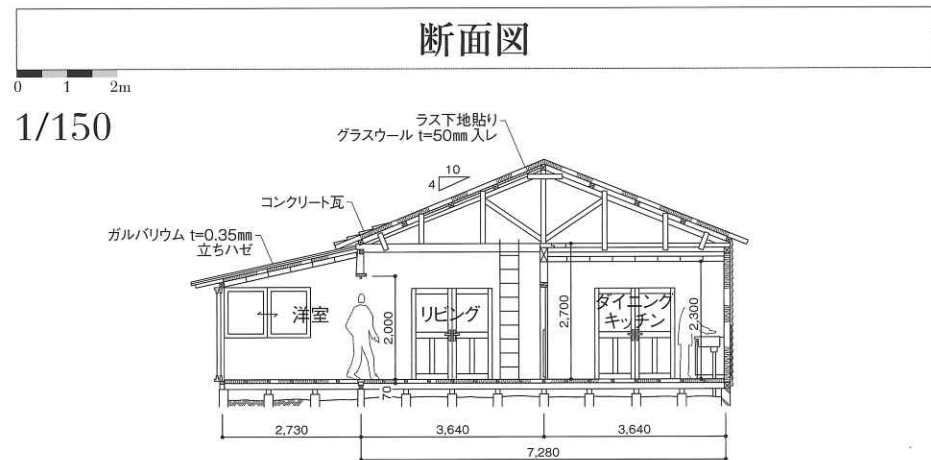 断面図
0 1 2m
1/150
ラス下地貼り
グラスウール t=50mm 入レ
10
4
コンクリート瓦
ガルバリウム t=0.35mm
立ちハゼ
洋室
リビング
ダイニング
キッチン
2,000
2,700
2,300
70
2,730
3,640
3,640
7,280